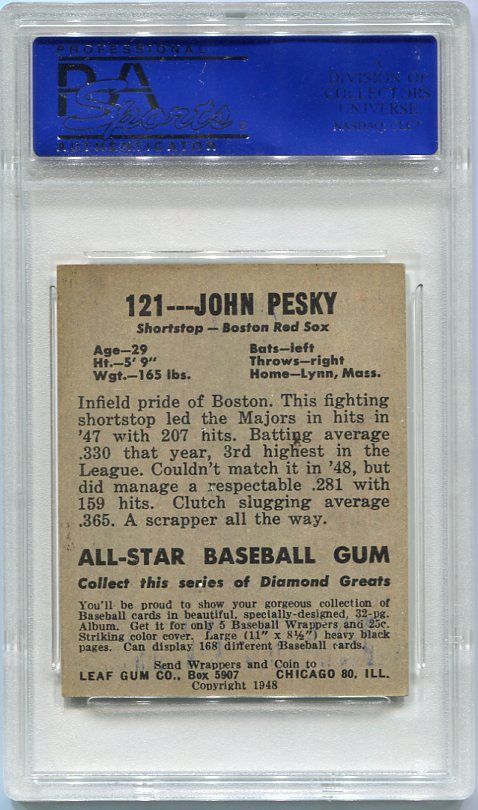 PROFESSIONAL
PSA
Sports
AUTHENTICATOR
A
DIVISION OF
COLLECTORS
UNIVERSE
NASDAQ: CLCT
121---JOHN PESKY
Shortstop — Boston Red Sox
Age—29 Bats—left
Ht.—5' 9" Throws—right
Wgt.—165 lbs. Home—Lynn, Mass.
Infield pride of Boston. This fighting
shortstop led the Majors in hits in
'47 with 207 hits. Batting average
.330 that year, 3rd highest in the
League. Couldn't match it in '48, but
did manage a respectable .281 with
159 hits. Clutch slugging average
.365. A scrapper all the way.
ALL-STAR BASEBALL GUM
Collect this series of Diamond Greats
You'll be proud to show your gorgeous collection of
Baseball cards in beautiful, specially-designed, 32-pg.
Album. Get it for only 5 Baseball Wrappers and 25c.
Striking color cover. Large (11" x 8½") heavy black
pages. Can display 168 different Baseball cards.
Send Wrappers and Coin to
LEAF GUM CO., Box 5907 CHICAGO 80, ILL.
Copyright 1948